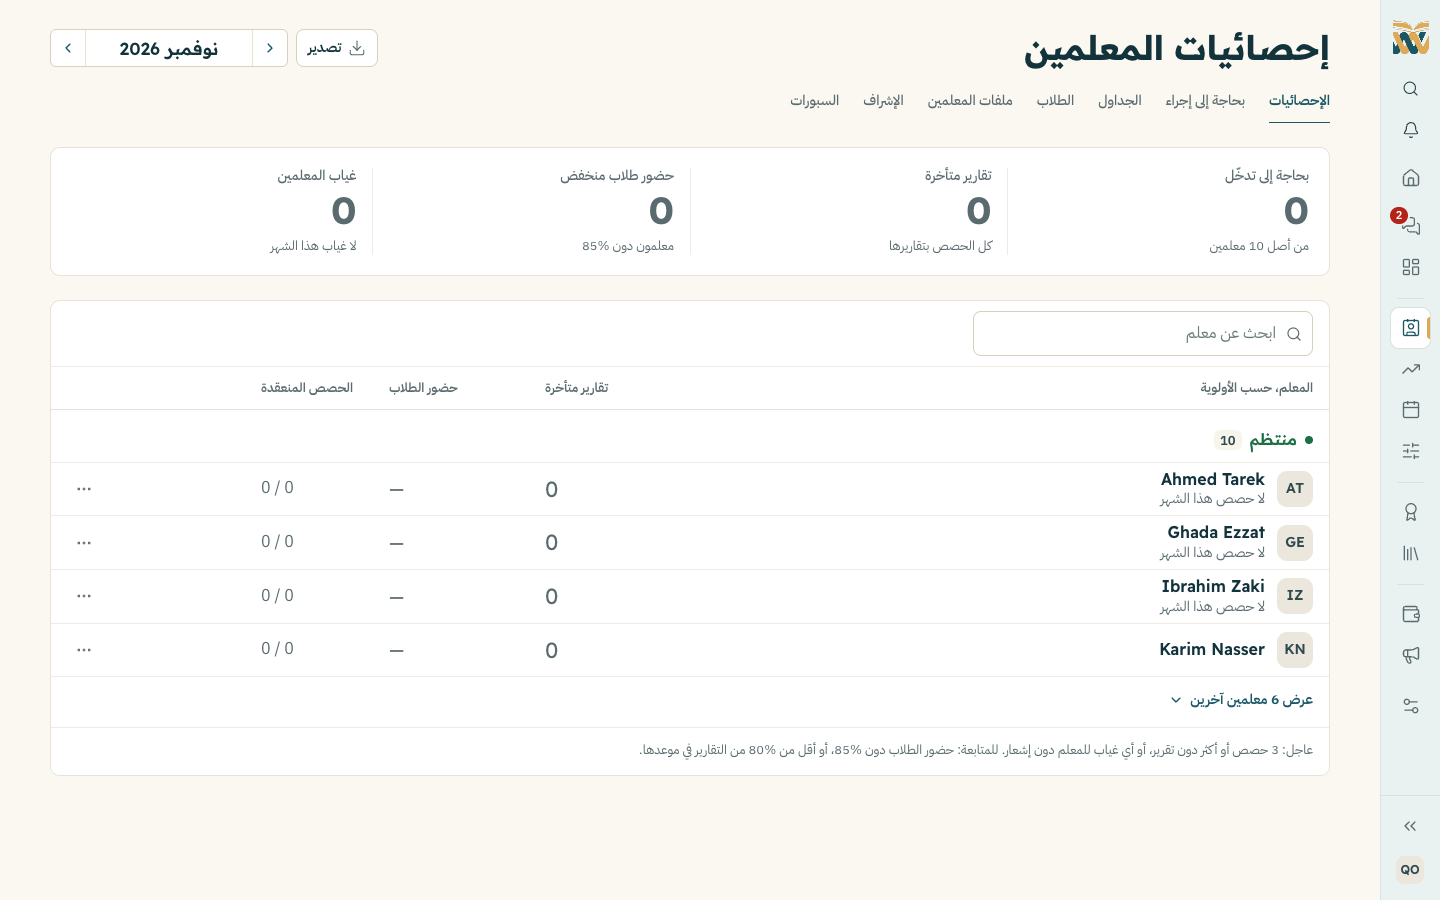 إحصائيات المعلمين
تصدير
نوفمبر 2026
الإحصائيات
بحاجة إلى إجراء
الجداول
الطلاب
ملفات المعلمين
الإشراف
السبورات
2
بحاجة إلى تدخّل
0
من أصل 10 معلمين
تقارير متأخرة
0
كل الحصص بتقاريرها
حضور طلاب منخفض
0
معلمون دون 85%
غياب المعلمين
0
لا غياب هذا الشهر
ابحث عن معلم
المعلم، حسب الأولوية
تقارير متأخرة
حضور الطلاب
الحصص المنعقدة
منتظم 10
AT
Ahmed Tarek
لا حصص هذا الشهر
0
—
0 / 0
GE
Ghada Ezzat
لا حصص هذا الشهر
0
—
0 / 0
IZ
Ibrahim Zaki
لا حصص هذا الشهر
0
—
0 / 0
KN
Karim Nasser
0
—
0 / 0
عرض 6 معلمين آخرين
عاجل: 3 حصص أو أكثر دون تقرير، أو أي غياب للمعلم دون إشعار. للمتابعة: حضور الطلاب دون 85%، أو أقل من 80% من التقارير في موعدها.
QO